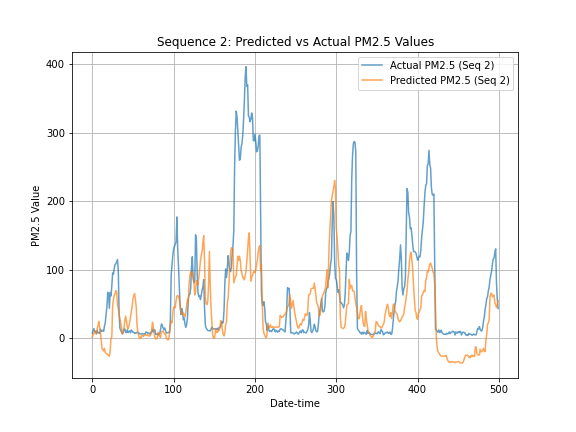 Sequence 2: Predicted vs Actual PM2.5 Values
Actual PM2.5 (Seq 2)
Predicted PM2.5 (Seq 2)
PM2.5 Value
400
300
200
100
0
0 100 200 300 400 500
Date-time